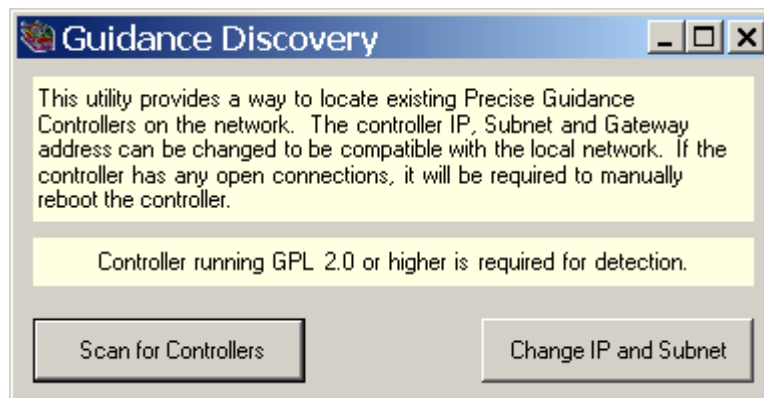 Guidance Discovery
This utility provides a way to locate existing Precise Guidance
Controllers on the network.  The controller IP, Subnet and Gateway
address can be changed to be compatible with the local network.  If the
controller has any open connections, it will be required to manually
reboot the controller.
Controller running GPL 2.0 or higher is required for detection.
Scan for Controllers
Change IP and Subnet